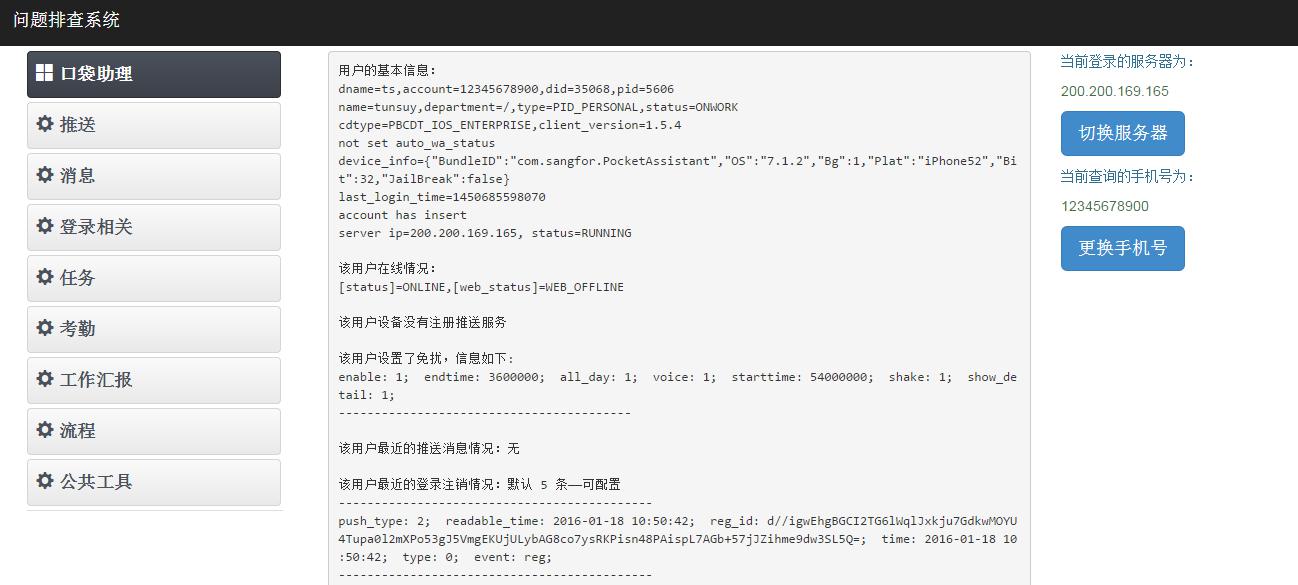 问题排查系统
口袋助理
推送
消息
登录相关
任务
考勤
工作汇报
流程
公共工具
用户的基本信息：
dname=ts,account=12345678900,did=35068,pid=5606
name=tunsuy,department=/,type=PID_PERSONAL,status=ONWORK
cdtype=PBCDT_IOS_ENTERPRISE,client_version=1.5.4
not set auto_wa_status
device_info={"BundleID":"com.sangfor.PocketAssistant","OS":"7.1.2","Bg":1,"Plat":"iPhone52","Bi
t":32,"JailBreak":false}
last_login_time=1450685598070
account has insert
server ip=200.200.169.165, status=RUNNING
该用户在线情况：
[status]=ONLINE,[web_status]=WEB_OFFLINE
该用户设备没有注册推送服务
该用户设置了免扰，信息如下：
enable: 1;  endtime: 3600000;  all_day: 1;  voice: 1;  starttime: 54000000;  shake: 1;  show_de
tail: 1;
------------------------------------------
该用户最近的推送消息情况：无
该用户最近的登录注销情况：默认 5 条——可配置
---------------------------------------------
push_type: 2;  readable_time: 2016-01-18 10:50:42;  reg_id: d//igwEhgBGCI2TG6lWqlJxkju7GdkwMOYU
4Tupa0l2mXPo53gJ5VmgEKUjULybAG8co7ysRKPisn48PAispL7AGb+57jJZihme9dw3SL5Q=;  time: 2016-01-18 10
:50:42;  type: 0;  event: reg;
---------------------------------------------
当前登录的服务器为：
200.200.169.165
切换服务器
当前查询的手机号为：
12345678900
更换手机号